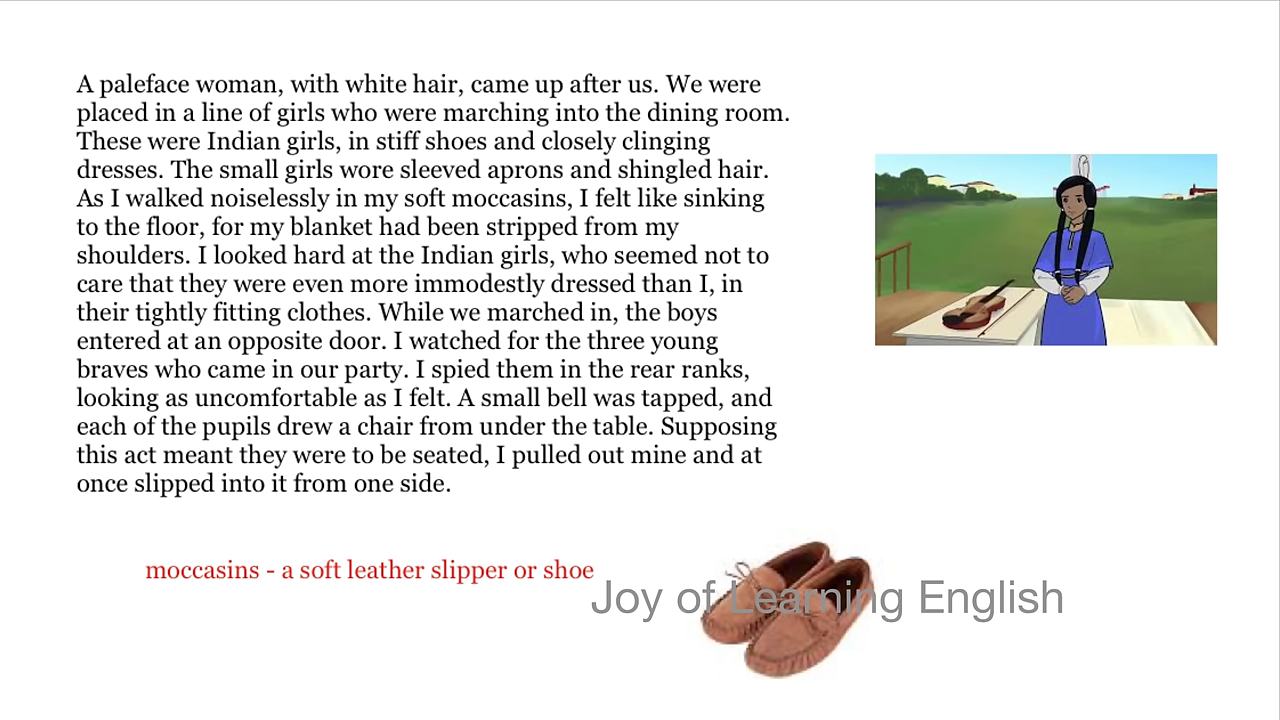 A paleface woman, with white hair, came up after us. We were
placed in a line of girls who were marching into the dining room.
These were Indian girls, in stiff shoes and closely clinging
dresses. The small girls wore sleeved aprons and shingled hair.
As I walked noiselessly in my soft moccasins, I felt like sinking
to the floor, for my blanket had been stripped from my
shoulders. I looked hard at the Indian girls, who seemed not to
care that they were even more immodestly dressed than I, in
their tightly fitting clothes. While we marched in, the boys
entered at an opposite door. I watched for the three young
braves who came in our party. I spied them in the rear ranks,
looking as uncomfortable as I felt. A small bell was tapped, and
each of the pupils drew a chair from under the table. Supposing
this act meant they were to be seated, I pulled out mine and at
once slipped into it from one side.
moccasins - a soft leather slipper or shoe
Joy of Learning English